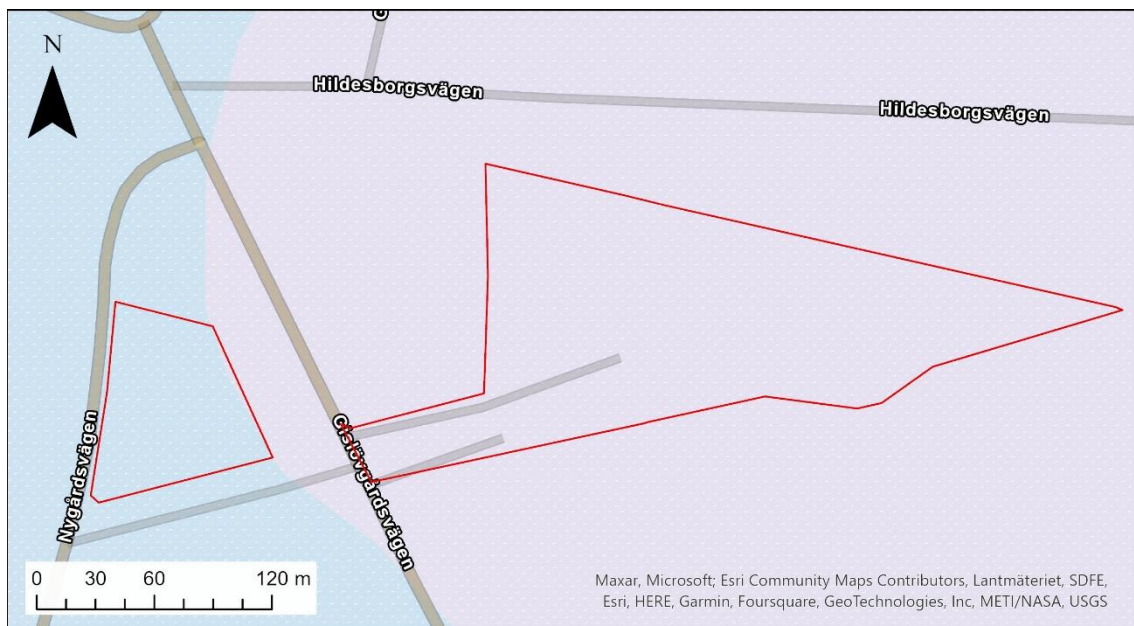 G
N
Hildesborgsvägen
Hildesborgsvägen
Gislövgårdsvägen
Nygårdsvägen
0 30 60 120 m
Maxar, Microsoft; Esri Community Maps Contributors, Lantmäteriet, SDFE,
Esri, HERE, Garmin, Foursquare, GeoTechnologies, Inc, METI/NASA, USGS